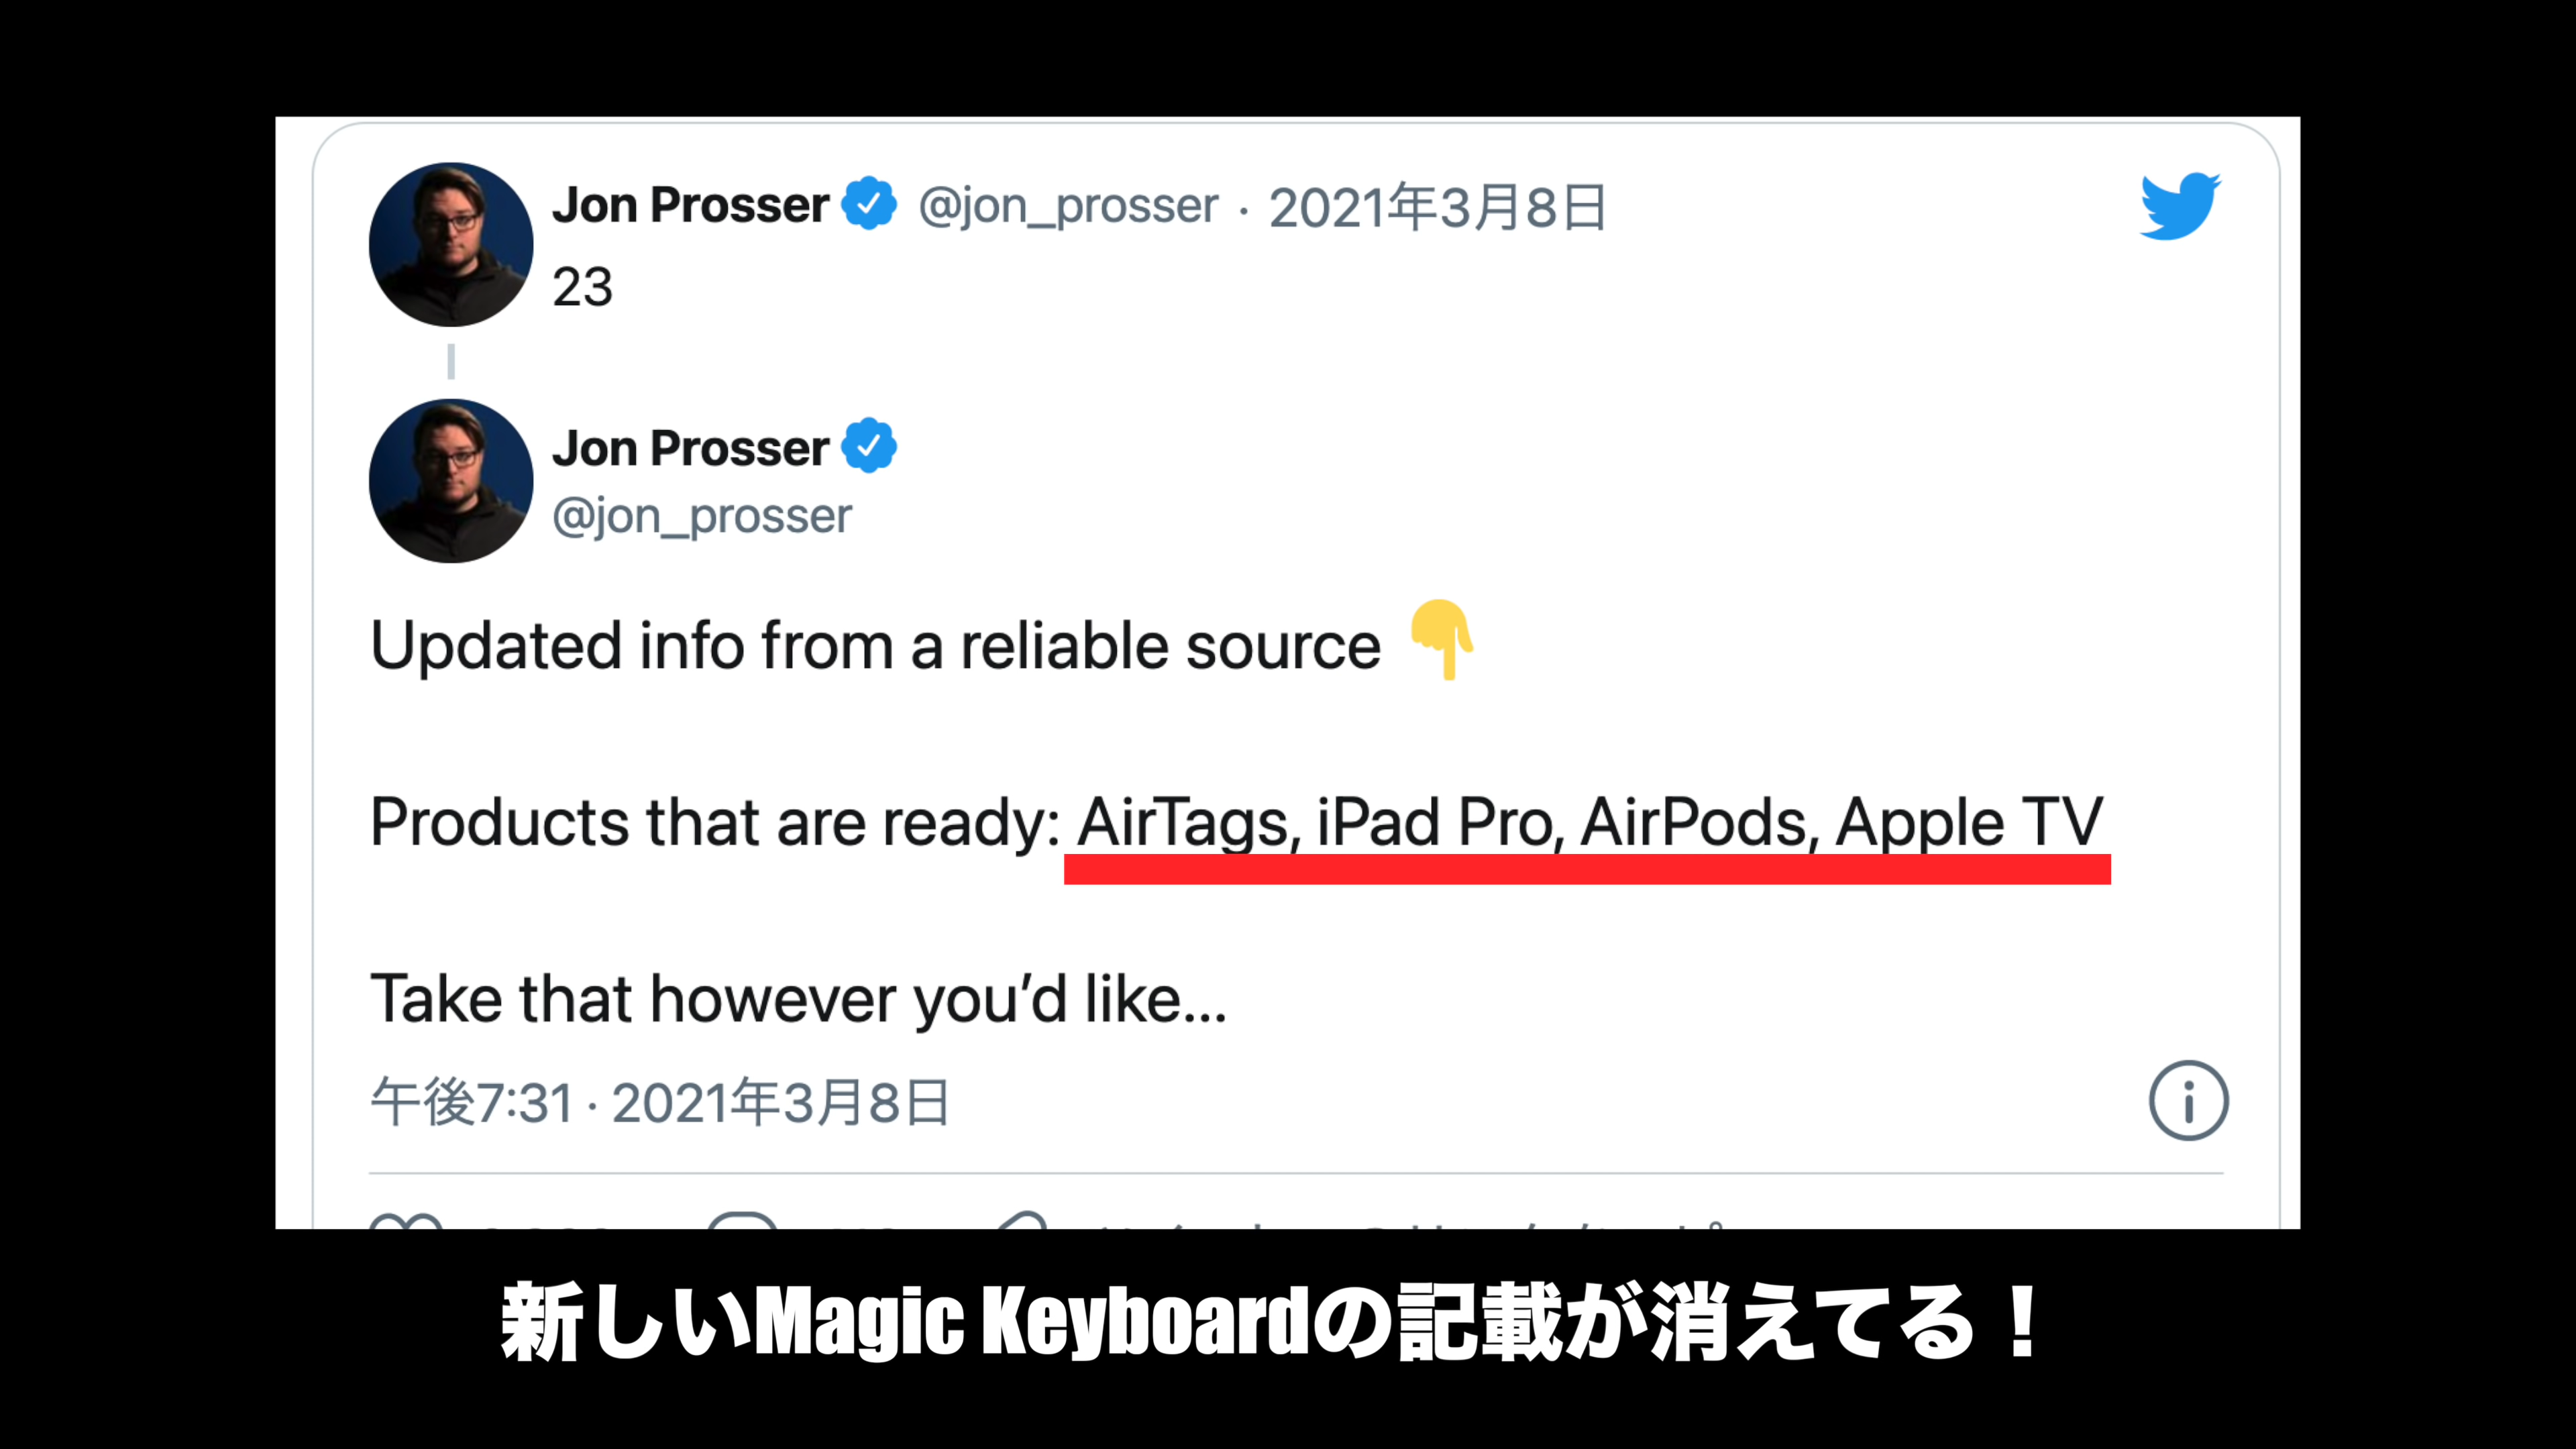 Jon Prosser @jon_prosser · 2021年3月8日
23
Jon Prosser
@jon_prosser
Updated info from a reliable source 👇
Products that are ready: AirTags, iPad Pro, AirPods, Apple TV
Take that however you’d like...
午後7:31 · 2021年3月8日
新しいMagic Keyboardの記載が消えてる！